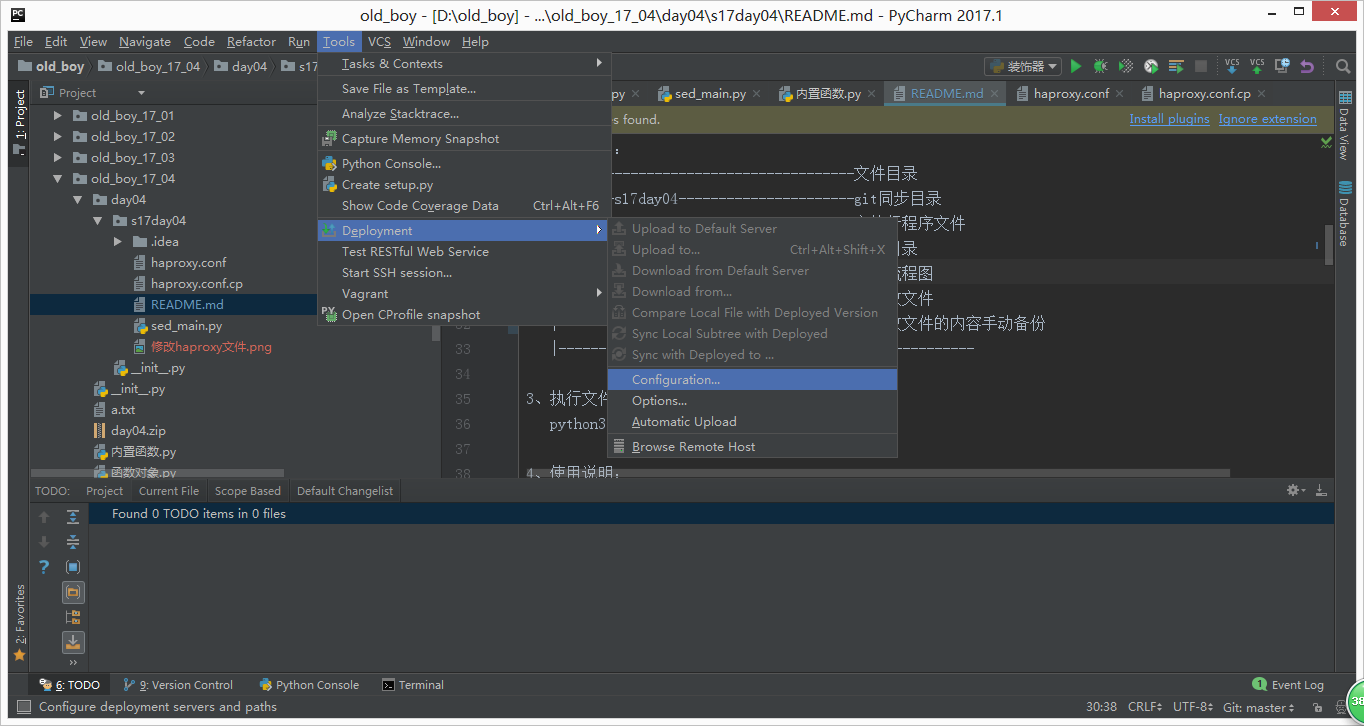 PC
old_boy - [D:\old_boy] - ...\old_boy_17_04\day04\s17day04\README.md - PyCharm 2017.1
File Edit View Navigate Code Refactor Run Tools VCS Window Help
old_boy old_boy_17_04 day04 s17
装饰器
VCS VCS
Project
py sed_main.py 内置函数.py README.md haproxy.conf haproxy.conf.cp
s found. Install plugins Ignore extension
1: Project
Data View
Database
2: Favorites
old_boy_17_01
old_boy_17_02
old_boy_17_03
old_boy_17_04
day04
s17day04
.idea
haproxy.conf
haproxy.conf.cp
README.md
sed_main.py
修改haproxy文件.png
__init__.py
__init__.py
a.txt
day04.zip
内置函数.py
函数对象.py
Tasks & Contexts
Save File as Template...
Analyze Stacktrace...
Capture Memory Snapshot
Python Console...
Create setup.py
Show Code Coverage Data Ctrl+Alt+F6
Deployment
Test RESTful Web Service
Start SSH session...
Vagrant
Open CProfile snapshot
Upload to Default Server
Upload to... Ctrl+Alt+Shift+X
Download from Default Server
Download from...
Compare Local File with Deployed Version
Sync Local Subtree with Deployed
Sync with Deployed to ...
Configuration...
Options...
Automatic Upload
Browse Remote Host
:
------------------------------文件目录
s17day04----------------------git同步目录
行程序文件
录
程图
文件
文件的内容手动备份
33 |------ ------------
34
35 3、执行文件
36 python3
37
38 4、使用说明:
TODO: Project Current File Scope Based Default Changelist
Found 0 TODO items in 0 files
6: TODO 9: Version Control Python Console Terminal 1 Event Log
Configure deployment servers and paths 30:38 CRLF UTF-8 Git: master
38